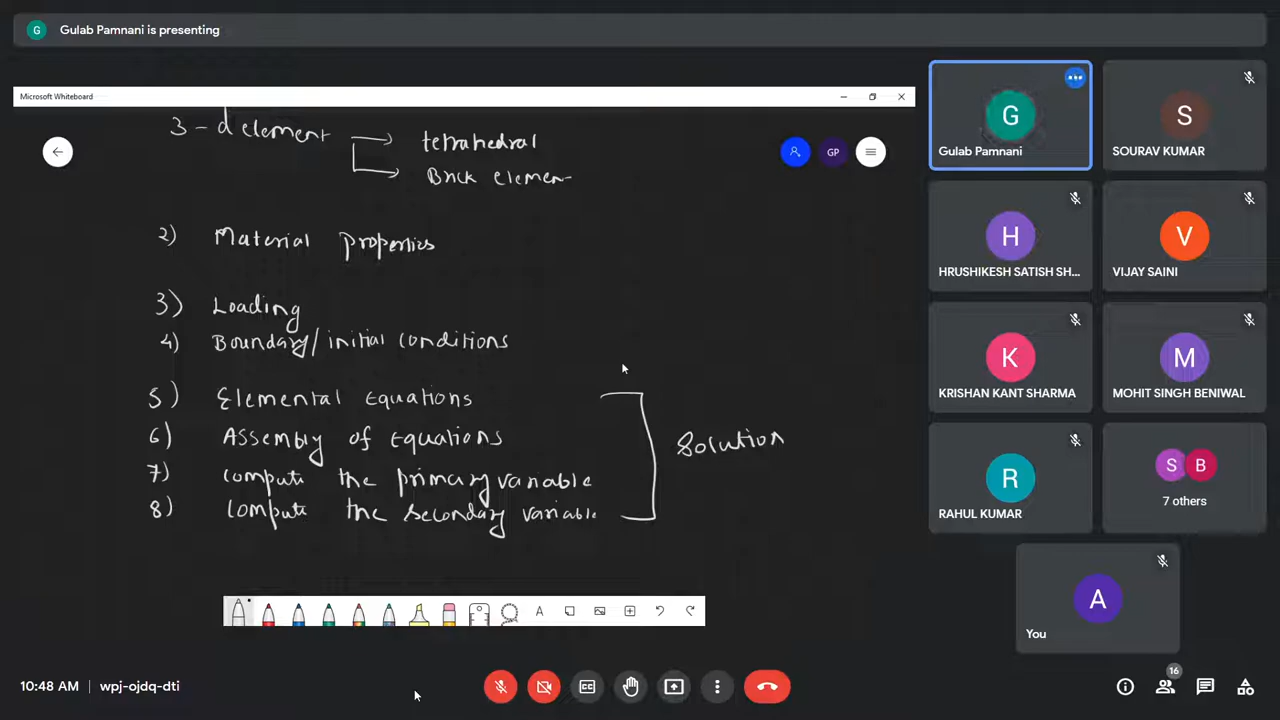 G Gulab Pamnani is presenting
Microsoft Whiteboard
3-d element
tetrahedral
Brick elemen
GP
2) Material properties
3) Loading
4) Boundary/initial conditions
5) Elemental Equations
6) Assembly of Equations
7) compute the primary variable
8) compute the secondary variable
Solution
A
G
Gulab Pamnani
S
SOURAV KUMAR
H
HRUSHIKESH SATISH SH...
V
VIJAY SAINI
K
KRISHAN KANT SHARMA
M
MOHIT SINGH BENIWAL
R
RAHUL KUMAR
S B
7 others
A
You
10:48 AM | wpj-ojdq-dti
CC
16